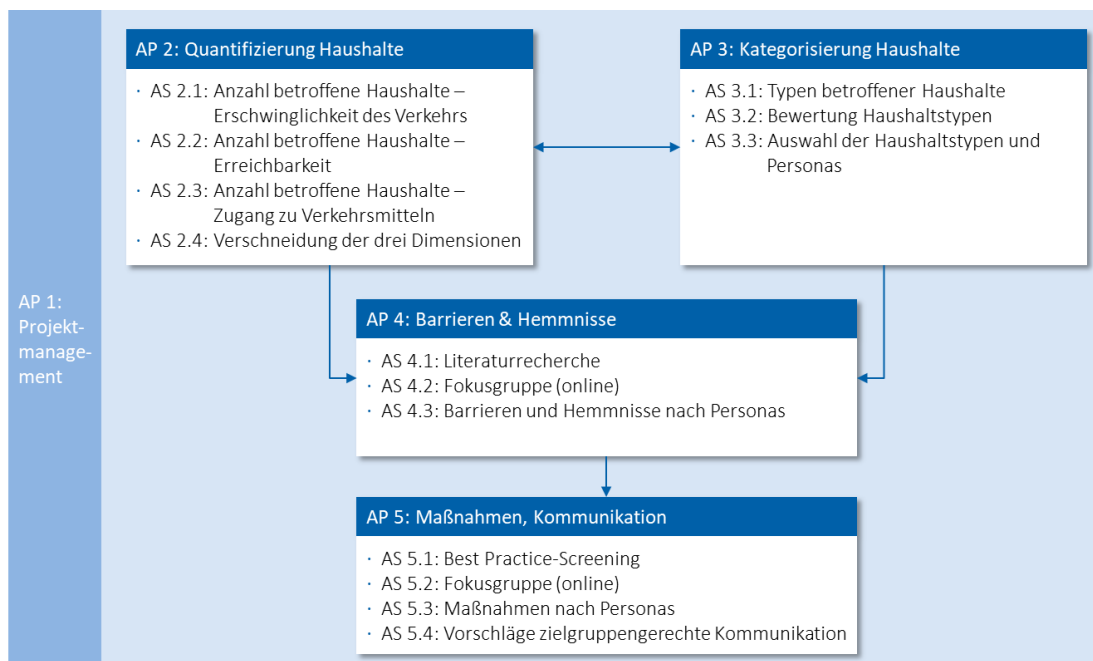 AP 1:
Projekt-
manage-
ment
AP 2: Quantifizierung Haushalte
· AS 2.1: Anzahl betroffene Haushalte –
Erschwinglichkeit des Verkehrs
· AS 2.2: Anzahl betroffene Haushalte –
Erreichbarkeit
· AS 2.3: Anzahl betroffene Haushalte –
Zugang zu Verkehrsmitteln
· AS 2.4: Verschneidung der drei Dimensionen
AP 3: Kategorisierung Haushalte
· AS 3.1: Typen betroffener Haushalte
· AS 3.2: Bewertung Haushaltstypen
· AS 3.3: Auswahl der Haushaltstypen und
Personas
AP 4: Barrieren & Hemmnisse
· AS 4.1: Literaturrecherche
· AS 4.2: Fokusgruppe (online)
· AS 4.3: Barrieren und Hemmnisse nach Personas
AP 5: Maßnahmen, Kommunikation
· AS 5.1: Best Practice-Screening
· AS 5.2: Fokusgruppe (online)
· AS 5.3: Maßnahmen nach Personas
· AS 5.4: Vorschläge zielgruppengerechte Kommunikation